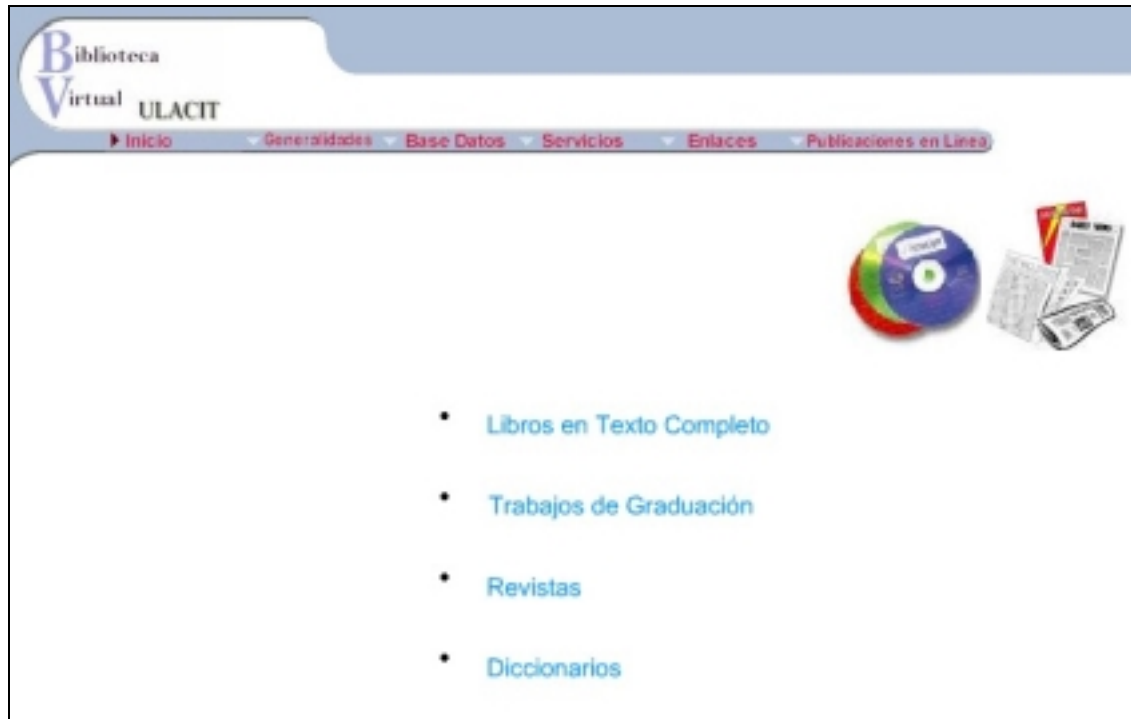 Biblioteca
Virtual ULACIT
Inicio Generalidades Base Datos Servicios Enlaces Publicaciones en Linea
• Libros en Texto Completo
• Trabajos de Graduación
• Revistas
• Diccionarios